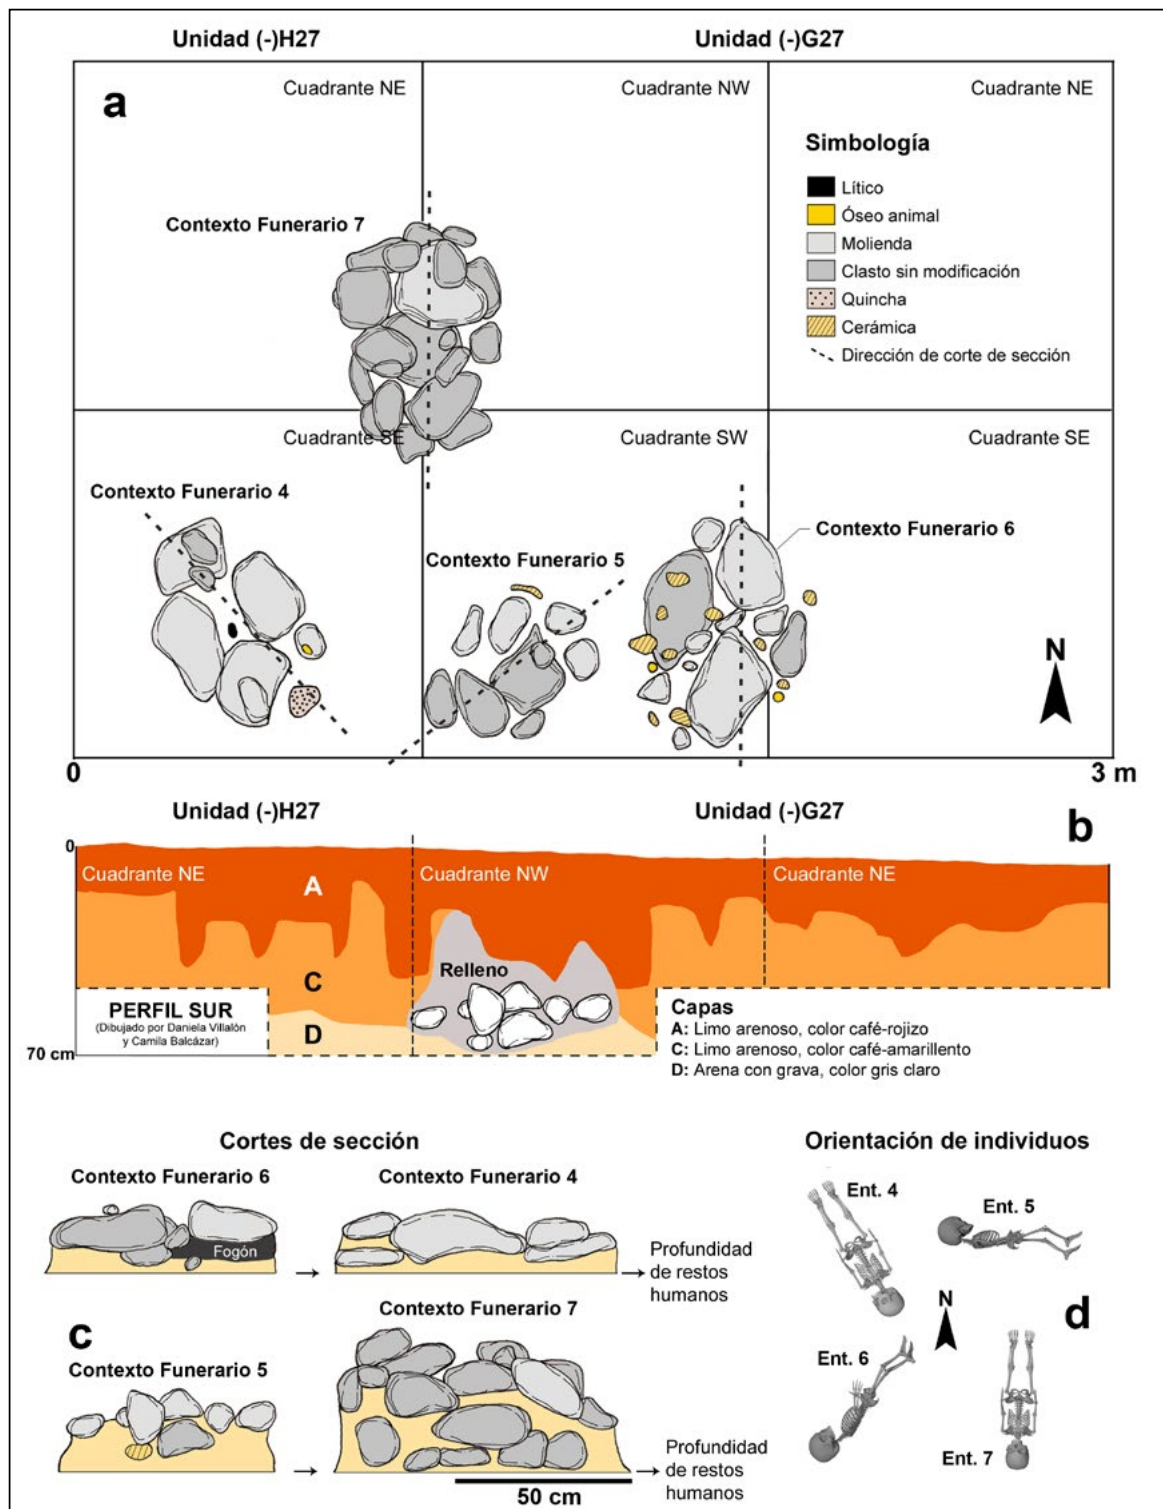 Unidad (-)H27
Unidad (-)G27
a
Cuadrante NE
Cuadrante NW
Cuadrante NE
Simbología
Lítico
Óseo animal
Molienda
Clasto sin modificación
Quincha
Cerámica
Dirección de corte de sección
Contexto Funerario 7
Cuadrante SE
Cuadrante SW
Cuadrante SE
Contexto Funerario 4
Contexto Funerario 5
Contexto Funerario 6
N
0
3 m
Unidad (-)H27
Unidad (-)G27
b
0
Cuadrante NE
A
Cuadrante NW
Cuadrante NE
Relleno
C
PERFIL SUR
(Dibujado por Daniela Villalón
y Camila Balcázar)
D
70 cm
Capas
A: Limo arenoso, color café-rojizo
C: Limo arenoso, color café-amarillento
D: Arena con grava, color gris claro
Cortes de sección
Contexto Funerario 6
Contexto Funerario 4
Fogón
Profundidad
de restos
humanos
c
Contexto Funerario 5
Contexto Funerario 7
Profundidad
de restos
humanos
50 cm
Orientación de individuos
Ent. 4
Ent. 5
N
d
Ent. 6
Ent. 7